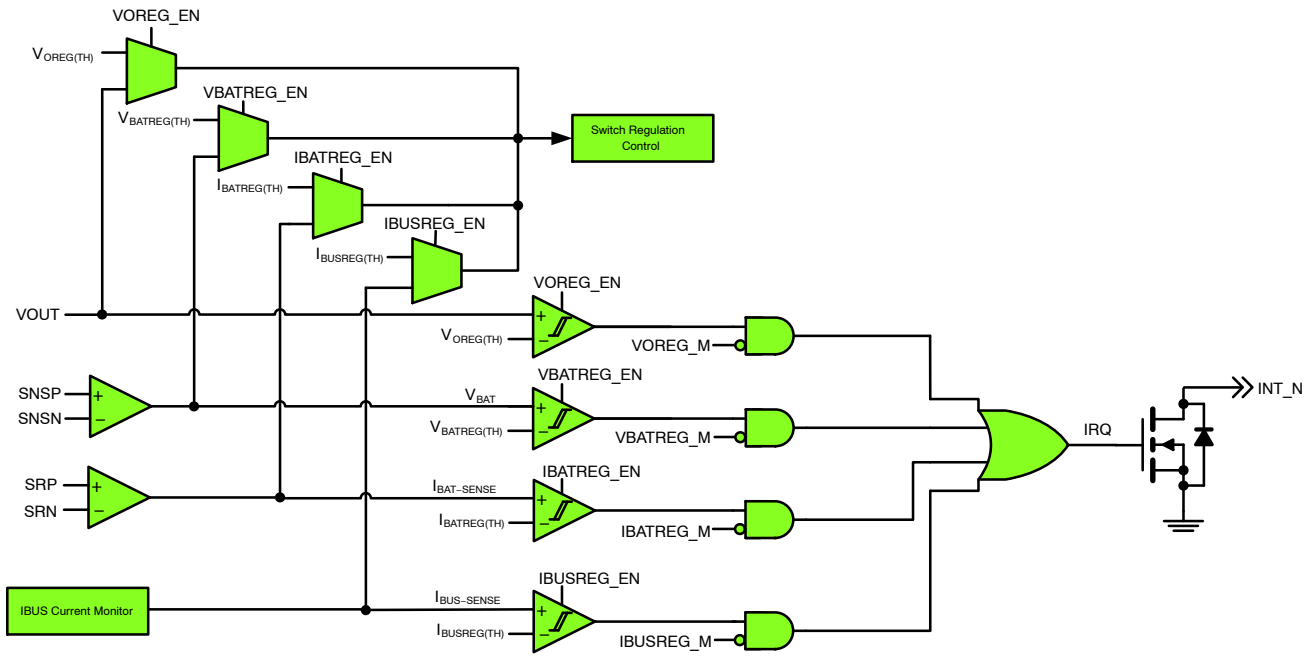 VOREG_EN
VOREG(TH)
VBATREG_EN
VBATREG(TH)
Switch Regulation
Control
IBATREG_EN
IBATREG(TH)
IBUSREG_EN
IBUSREG(TH)
VOREG_EN
VOUT
+
VOREG(TH)
−
VOREG_M
VBATREG_EN
SNSP
+
SNSN
−
VBAT
+
VBATREG(TH)
−
VBATREG_M
INT_N
IRQ
IBATREG_EN
SRP
+
SRN
−
IBAT−SENSE
+
IBATREG(TH)
−
IBATREG_M
IBUSREG_EN
IBUS Current Monitor
IBUS−SENSE
+
IBUSREG(TH)
−
IBUSREG_M